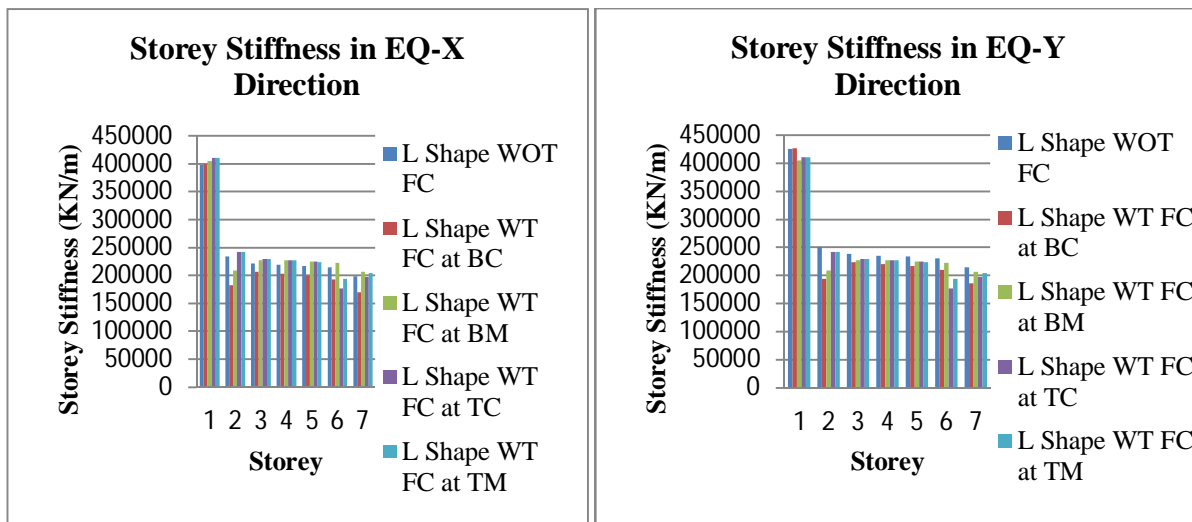 Storey Stiffness in EQ-X
Direction
Storey Stiffness (KN/m)
450000
400000
350000
300000
250000
200000
150000
100000
50000
0
1 2 3 4 5 6 7
Storey
L Shape WOT
FC
L Shape WT
FC at BC
L Shape WT
FC at BM
L Shape WT
FC at TC
L Shape WT
FC at TM
Storey Stiffness in EQ-Y
Direction
Storey Stiffness (KN/m)
450000
400000
350000
300000
250000
200000
150000
100000
50000
0
1 2 3 4 5 6 7
Storey
L Shape WOT
FC
L Shape WT FC
at BC
L Shape WT FC
at BM
L Shape WT FC
at TC
L Shape WT FC
at TM